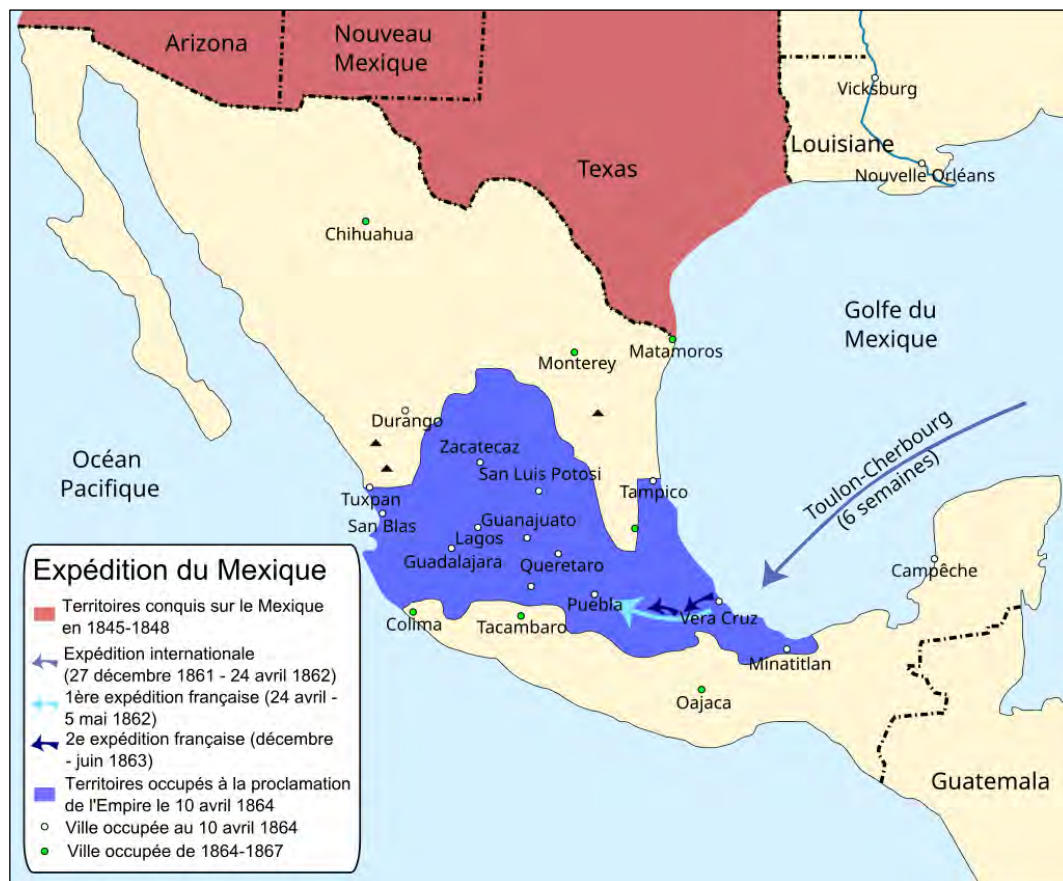 Arizona
Nouveau
Mexique
Vicksburg
Louisiane
Nouvelle Orléans
Texas
Chihuahua
Golfe du
Mexique
Matamoros
Monterey
Durango
Zacatecaz
San Luis Potosi
Toulon-Cherbourg
(6 semaines)
Océan
Pacifique
Tuxpan
Tampico
San Blas
Guanajuato
Lagos
Guadalajara
Queretaro
Campêche
Puebla
Vera Cruz
Colima
Tacambaro
Minatitlan
Oajaca
Guatemala
Expédition du Mexique
Territoires conquis sur le Mexique
en 1845-1848
Expédition internationale
(27 décembre 1861 - 24 avril 1862)
1ère expédition française (24 avril -
5 mai 1862)
2e expédition française (décembre
- juin 1863)
Territoires occupés à la proclamation
de l'Empire le 10 avril 1864
Ville occupée au 10 avril 1864
Ville occupée de 1864-1867